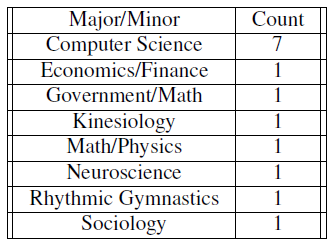 Major/Minor Count
Computer Science 7
Economics/Finance 1
Government/Math 1
Kinesiology 1
Math/Physics 1
Neuroscience 1
Rhythmic Gymnastics 1
Sociology 1